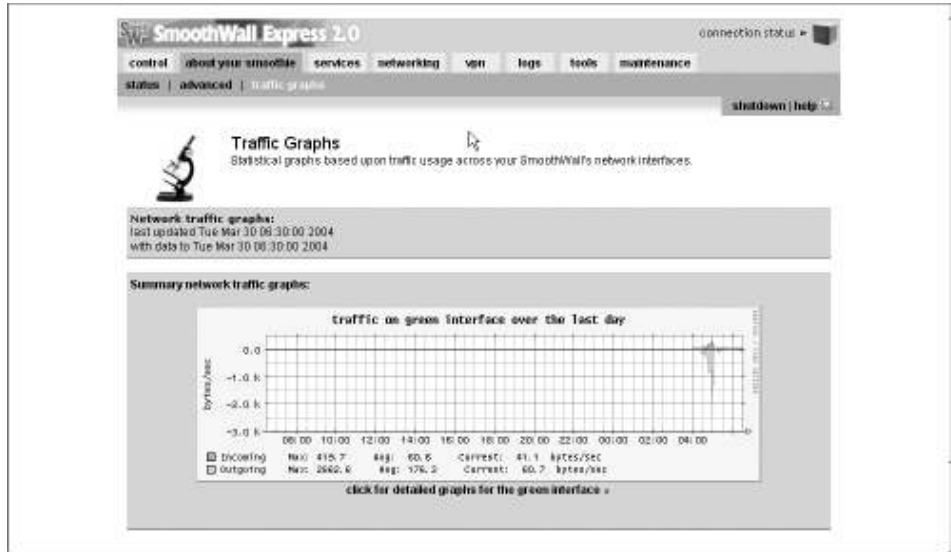 SmoothWall Express 2.0
connection status ►
control about your smoothie services networking vpn logs tools maintenance
status | advanced | traffic graphs
shutdown | help
Traffic Graphs
Statistical graphs based upon traffic usage across your SmoothWall's network interfaces.
Network traffic graphs:
last updated Tue Mar 30 06:30:00 2004
with data to Tue Mar 30 06:30:00 2004
Summary network traffic graphs:
traffic on green interface over the last day
bytes/sec
0.0
-1.0 k
-2.0 k
-3.0 k
08:00 10:00 12:00 14:00 16:00 18:00 20:00 22:00 00:00 02:00 04:00
Incoming Max: 419.7 Avg: 60.6 Current: 41.1 bytes/sec
Outgoing Max: Avg: 176.3 Current: 60.7 bytes/sec
click for detailed graphs for the green interface »